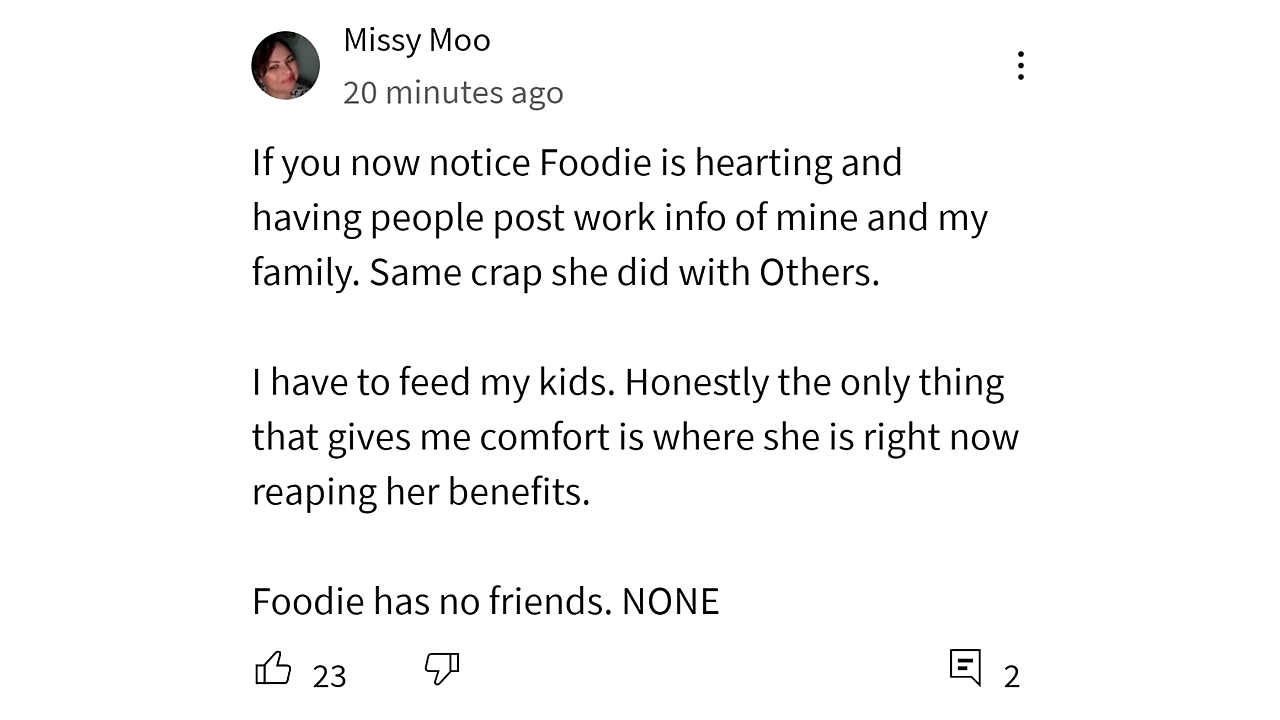 Missy Moo
20 minutes ago
If you now notice Foodie is hearting and
having people post work info of mine and my
family. Same crap she did with Others.
I have to feed my kids. Honestly the only thing
that gives me comfort is where she is right now
reaping her benefits.
Foodie has no friends. NONE
23
2